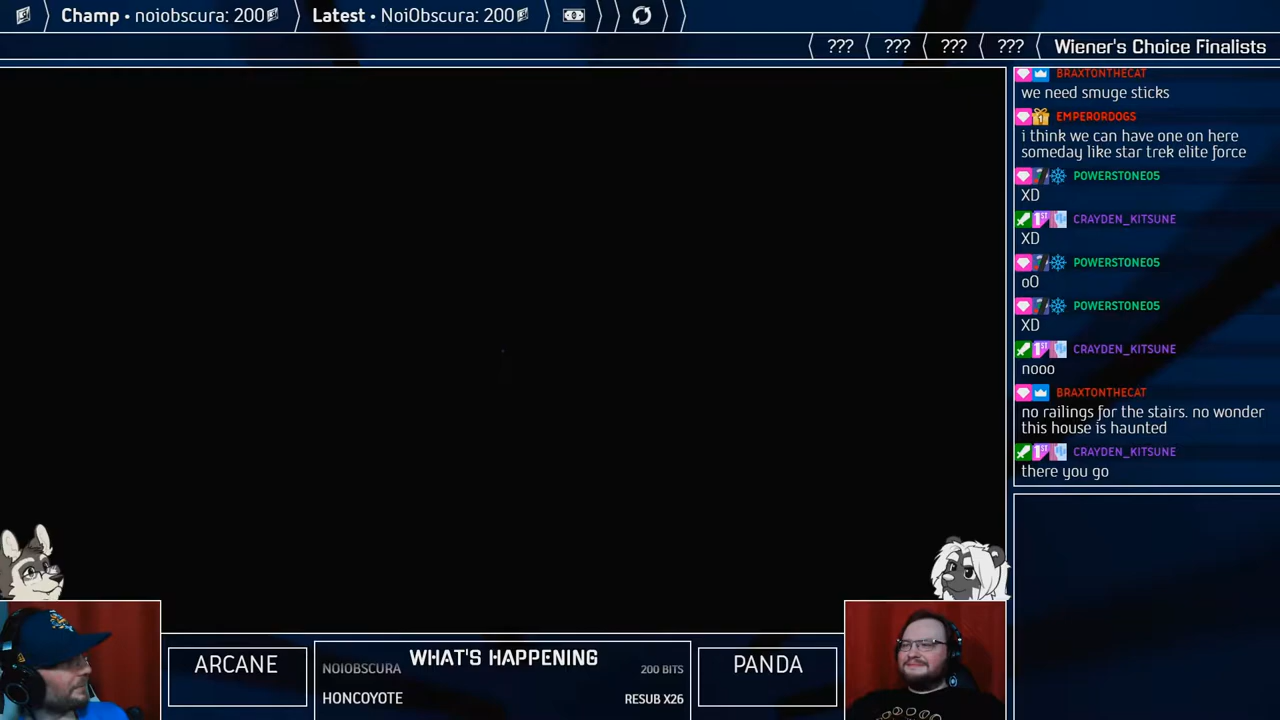 Champ • noiobscura: 200
Latest • NoiObscura: 200
???
???
???
???
Wiener's Choice Finalists
BRAXTONTHECAT
we need smuge sticks
EMPERORDOGS
i think we can have one on here
someday like star trek elite force
POWERSTONE05
XD
CRAYDEN_KITSUNE
XD
POWERSTONE05
oO
POWERSTONE05
XD
CRAYDEN_KITSUNE
nooo
BRAXTONTHECAT
no railings for the stairs. no wonder
this house is haunted
CRAYDEN_KITSUNE
there you go
ARCANE
WHAT'S HAPPENING
NOIOBSCURA 200 BITS
HONCOYOTE RESUB X26
PANDA